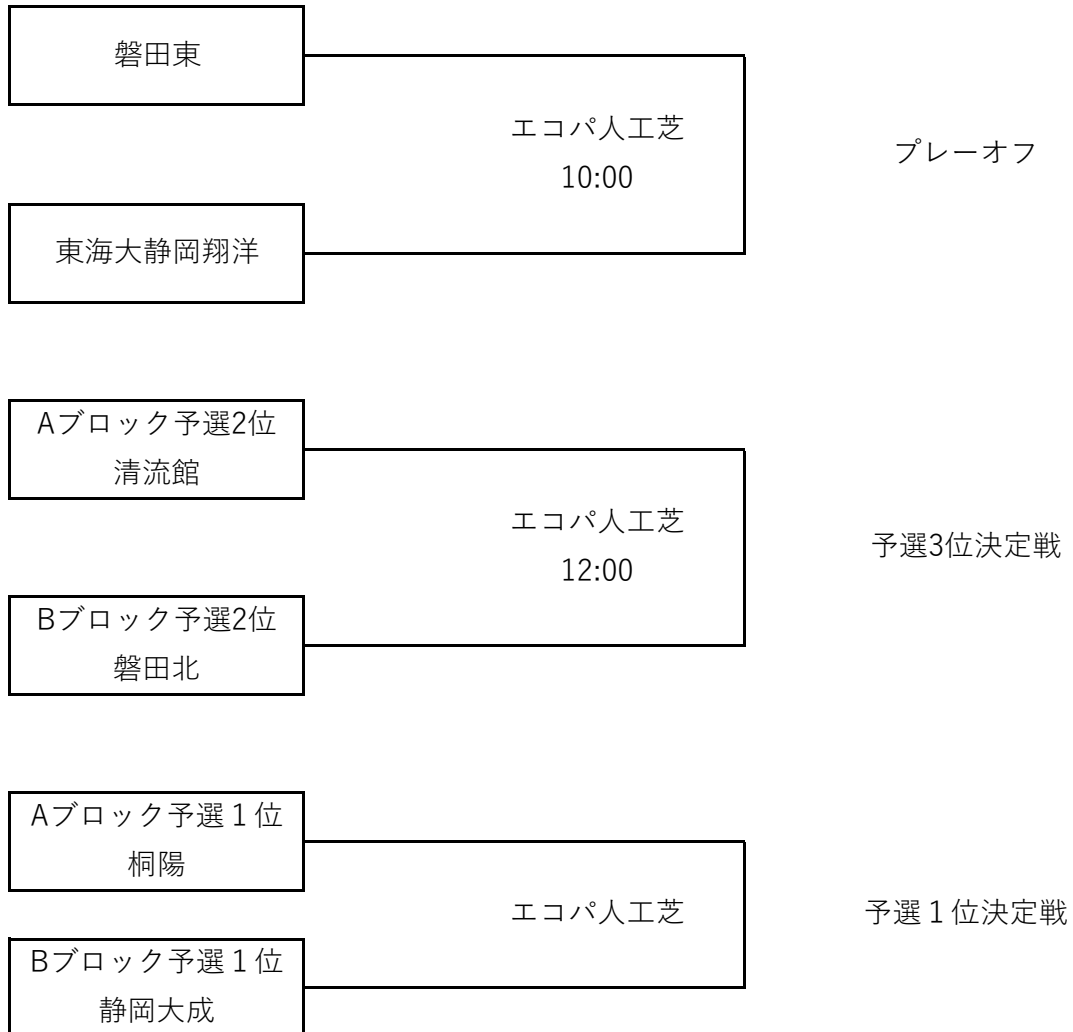 磐田東
エコパ人工芝
10:00
プレーオフ
東海大静岡翔洋
Aブロック予選2位
清流館
エコパ人工芝
12:00
予選3位決定戦
Bブロック予選2位
磐田北
Aブロック予選１位
桐陽
エコパ人工芝
予選１位決定戦
Bブロック予選１位
静岡大成